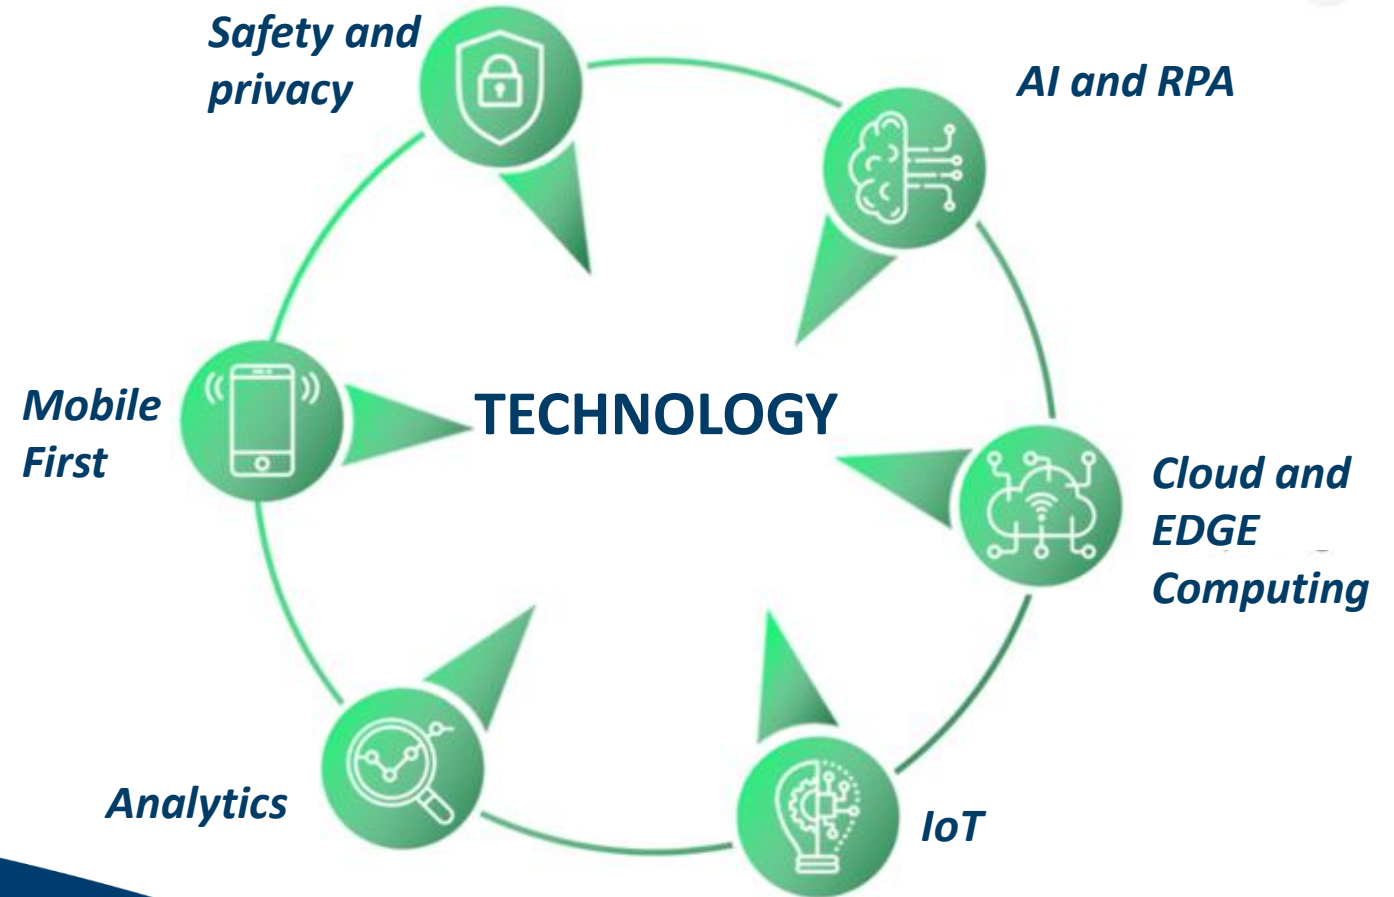 Safety and
privacy
AI and RPA
Mobile
First
TECHNOLOGY
Cloud and
EDGE
Computing
Analytics
IoT